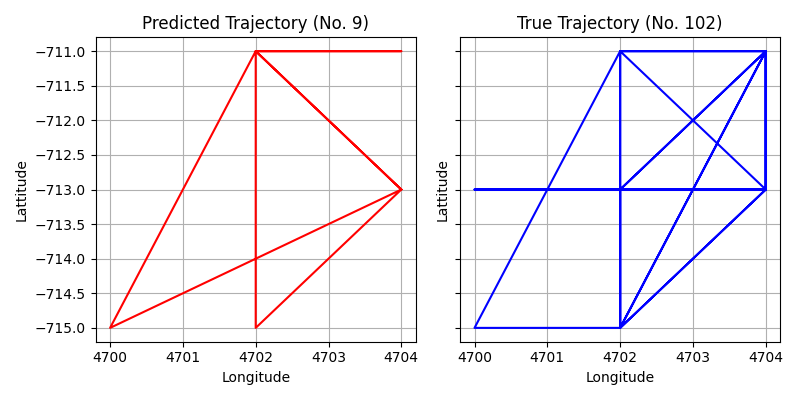 Predicted Trajectory (No. 9)
True Trajectory (No. 102)
−711.0
−711.5
−712.0
−712.5
−713.0
−713.5
−714.0
−714.5
−715.0
Lattitude
Lattitude
4700 4701 4702 4703 4704
4700 4701 4702 4703 4704
Longitude
Longitude